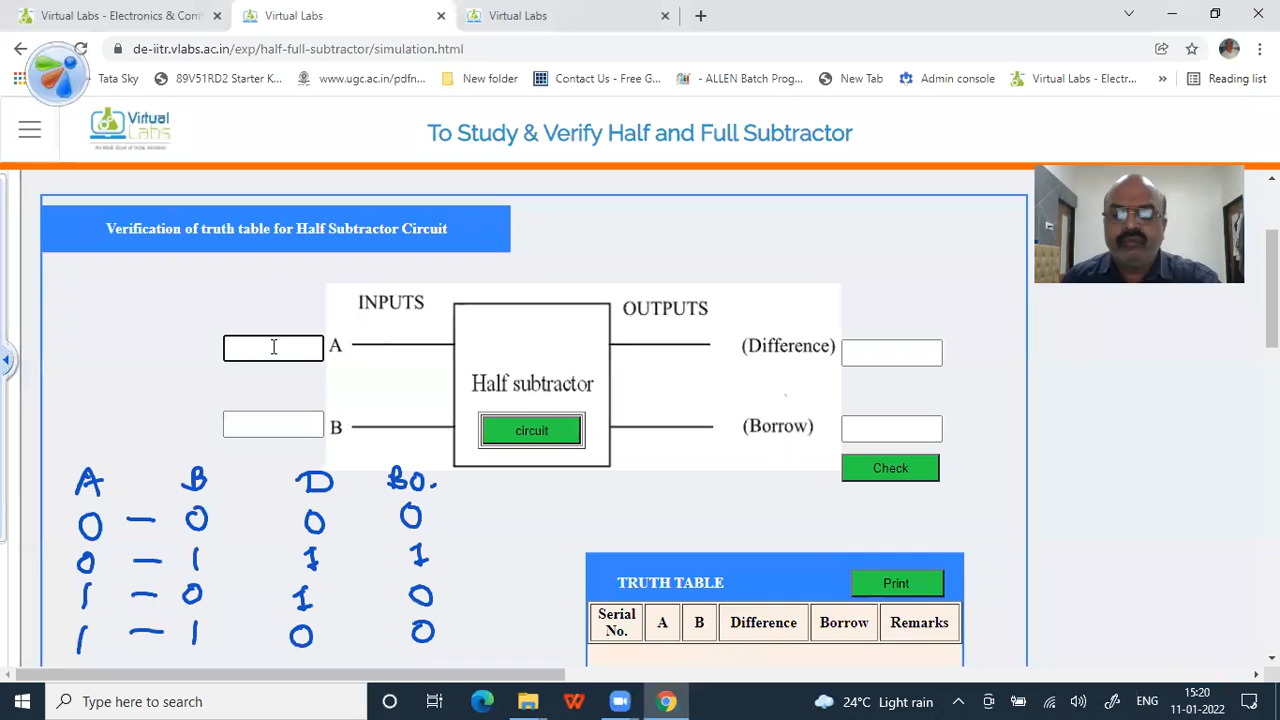 Virtual Labs - Electronics & Com
Virtual Labs
Virtual Labs
de-iitr.vlabs.ac.in/exp/half-full-subtractor/simulation.html
Tata Sky
89V51RD2 Starter K...
www.ugc.ac.in/pdfn...
New folder
Contact Us - Free G...
- ALLEN Batch Prog...
New Tab
Admin console
Virtual Labs - Electr...
»
Reading list
Virtual
Labs
To Study & Verify Half and Full Subtractor
Verification of truth table for Half Subtractor Circuit
INPUTS
OUTPUTS
A
(Difference)
Half subtractor
circuit
B
(Borrow)
Check
A B D Bo.
0 – 0 0 0
0 – 1 1 1
1 – 0 1 0
1 – 1 0 0
TRUTH TABLE
Print
Serial No. A B Difference Borrow Remarks
Type here to search
24°C Light rain
ENG
15:20
11-01-2022